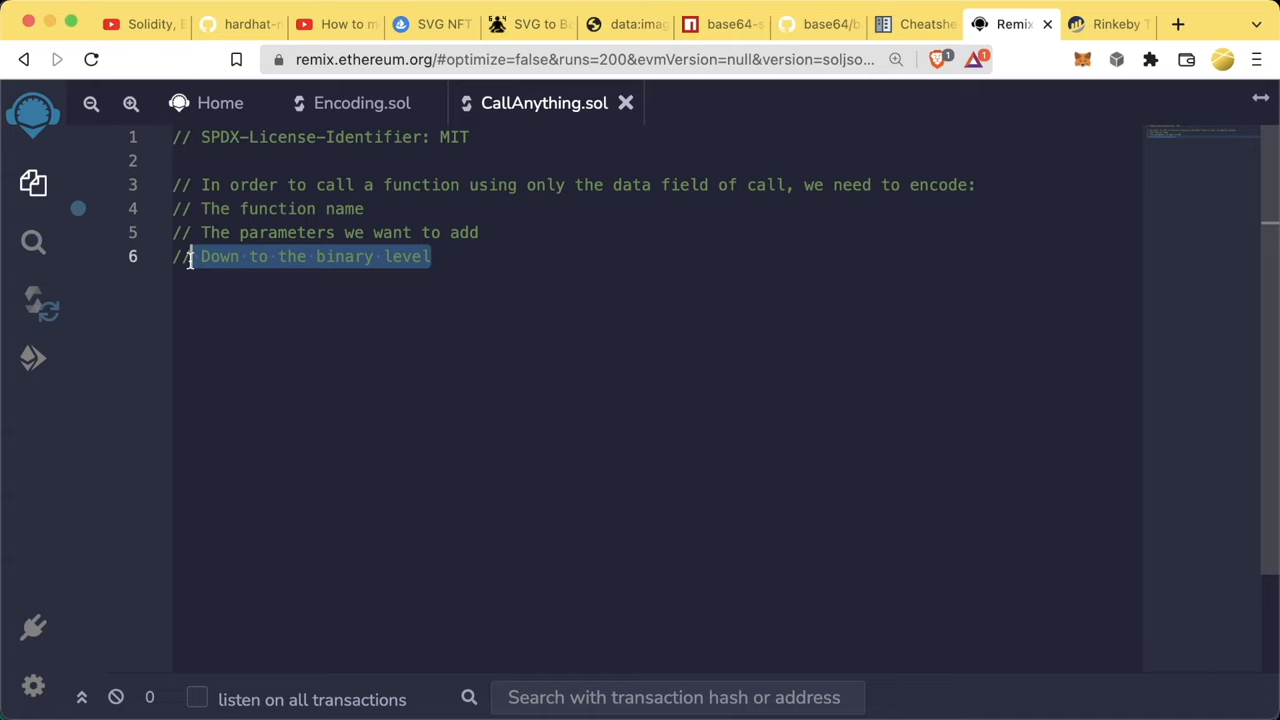 Solidity, E
hardhat-n
How to m
SVG NFT
SVG to Ba
data:imag
base64-s
base64/b
Cheatshe
Remix
Rinkeby T
remix.ethereum.org/#optimize=false&runs=200&evmVersion=null&version=soljso...
1
1
Home
Encoding.sol
CallAnything.sol
1 // SPDX-License-Identifier: MIT
2
3 // In order to call a function using only the data field of call, we need to encode:
4 // The function name
5 // The parameters we want to add
6 // Down to the binary level
0
listen on all transactions
Search with transaction hash or address